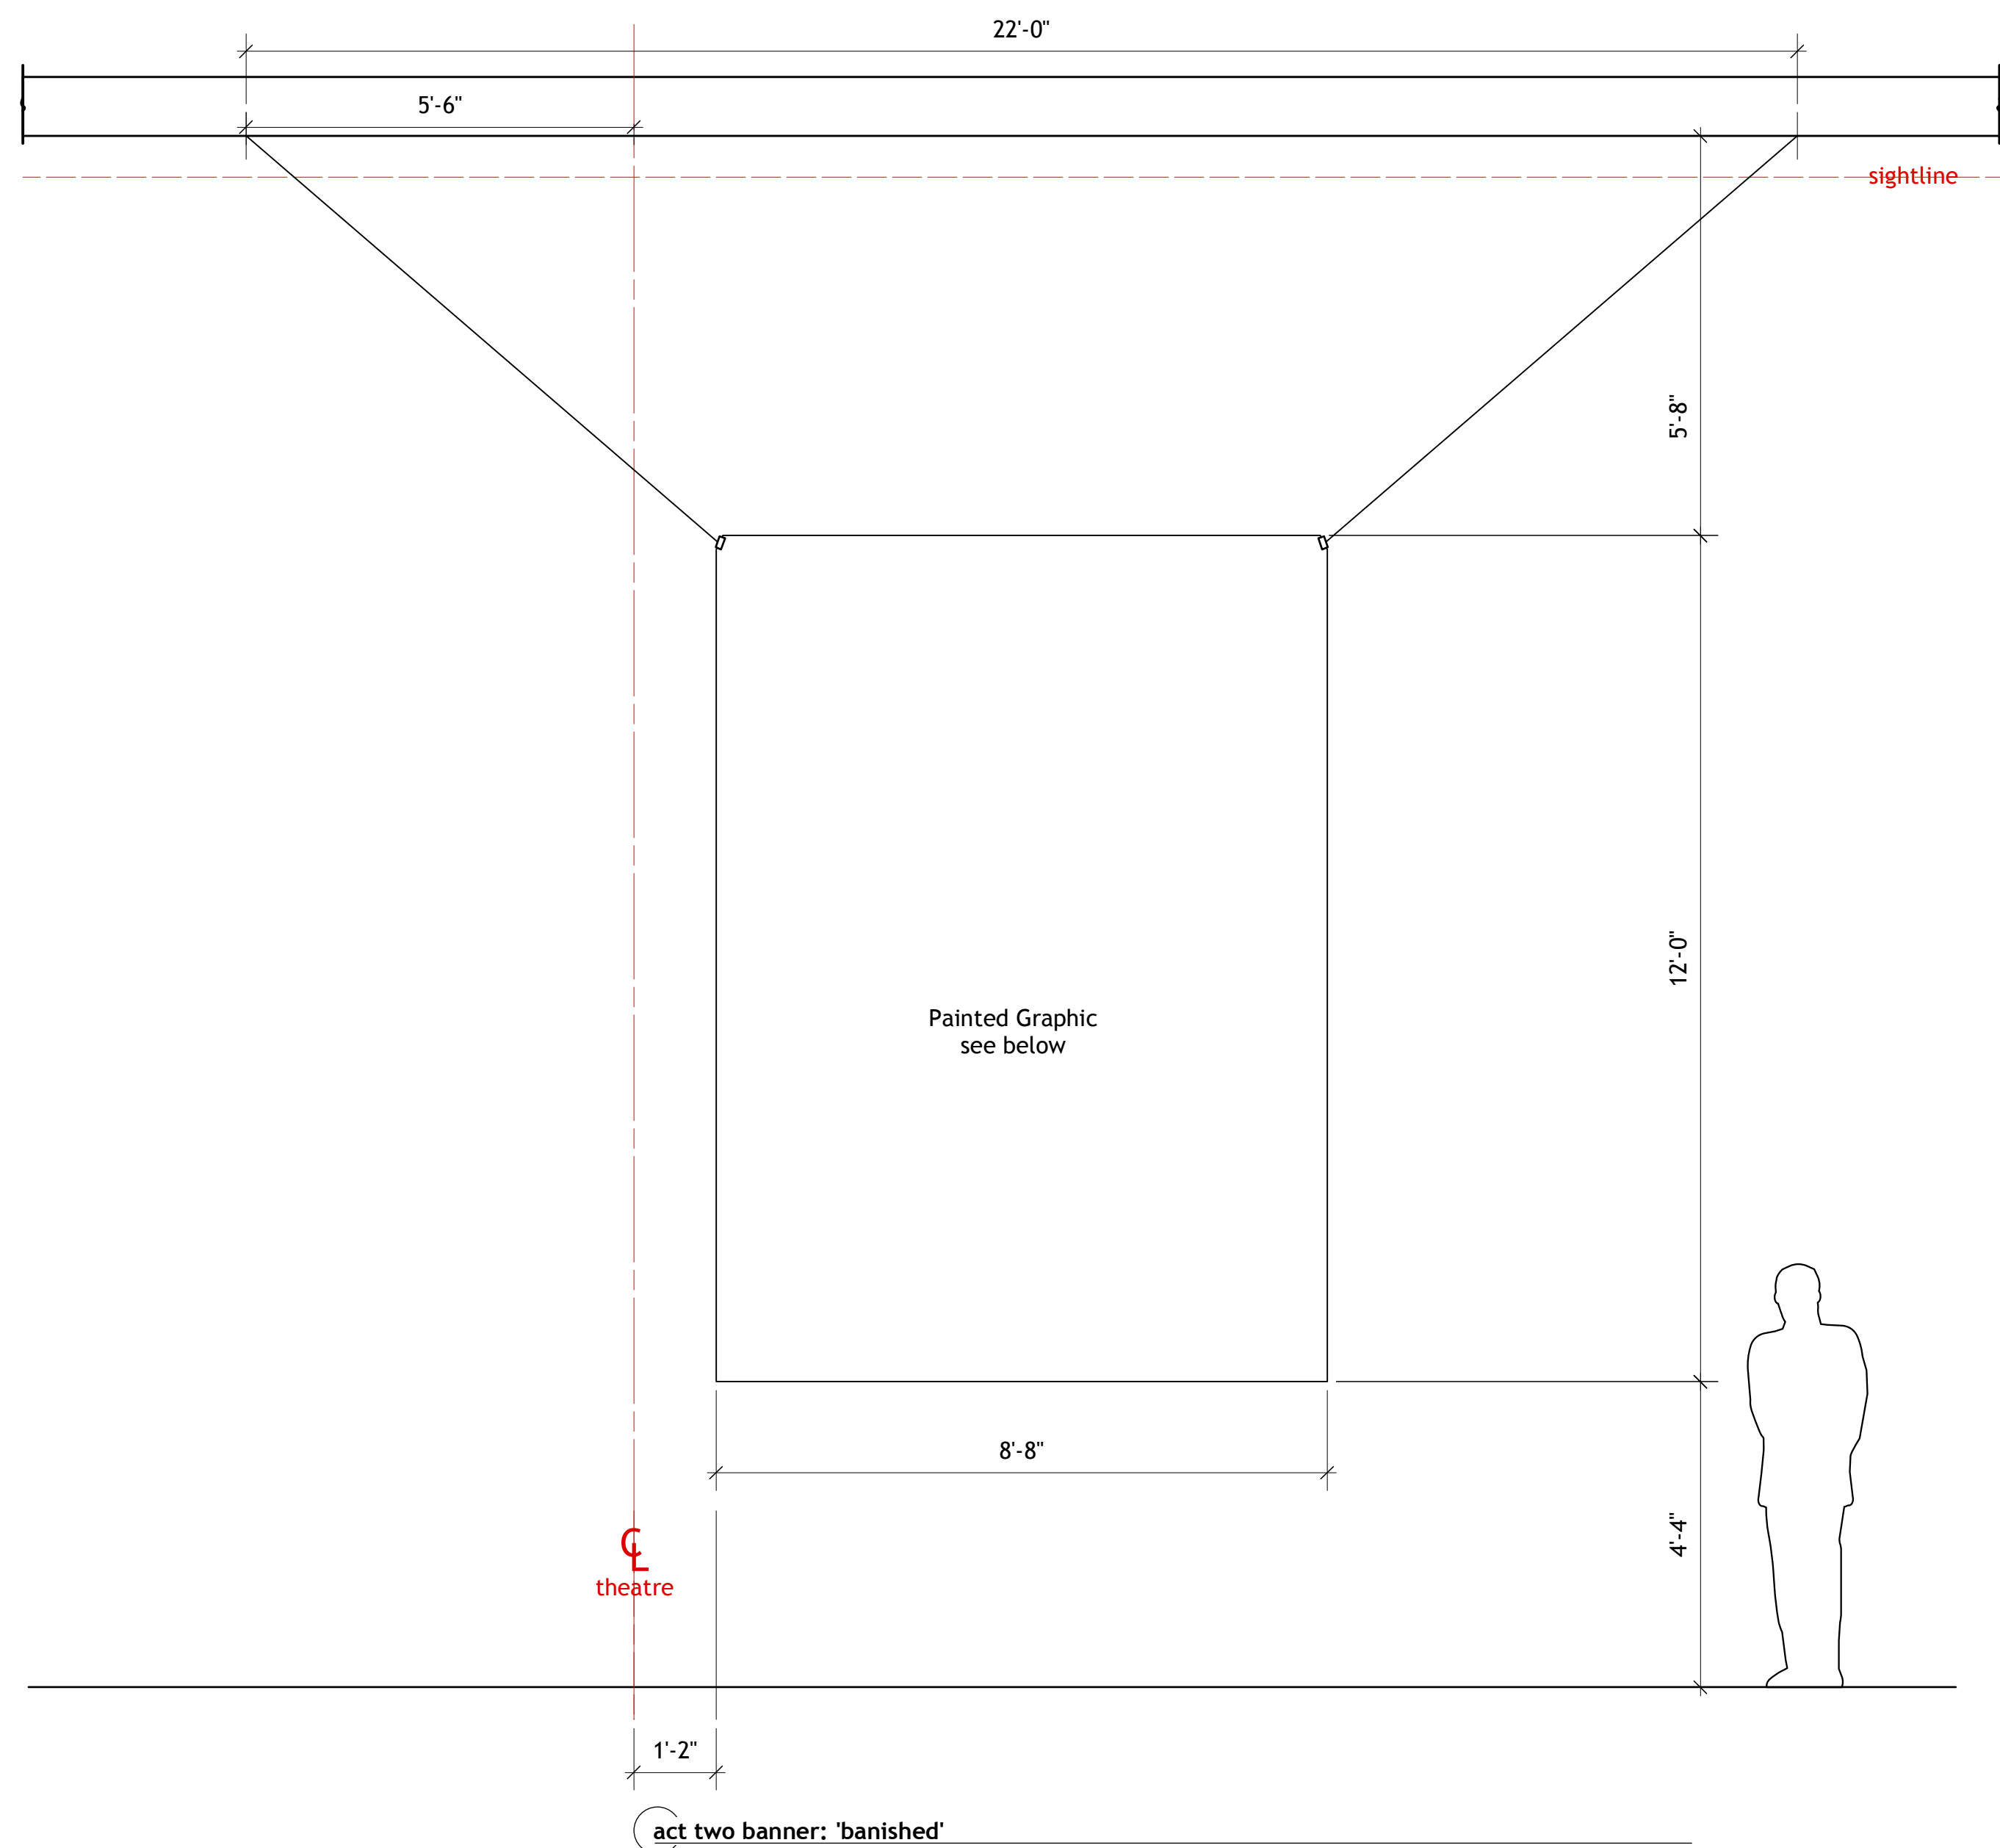 22'-0"
5'-6"
sightline
5'-8"
12'-0"
Painted Graphic
see below
8'-8"
4'-4"
CL
theatre
1'-2"
act two banner: 'banished'